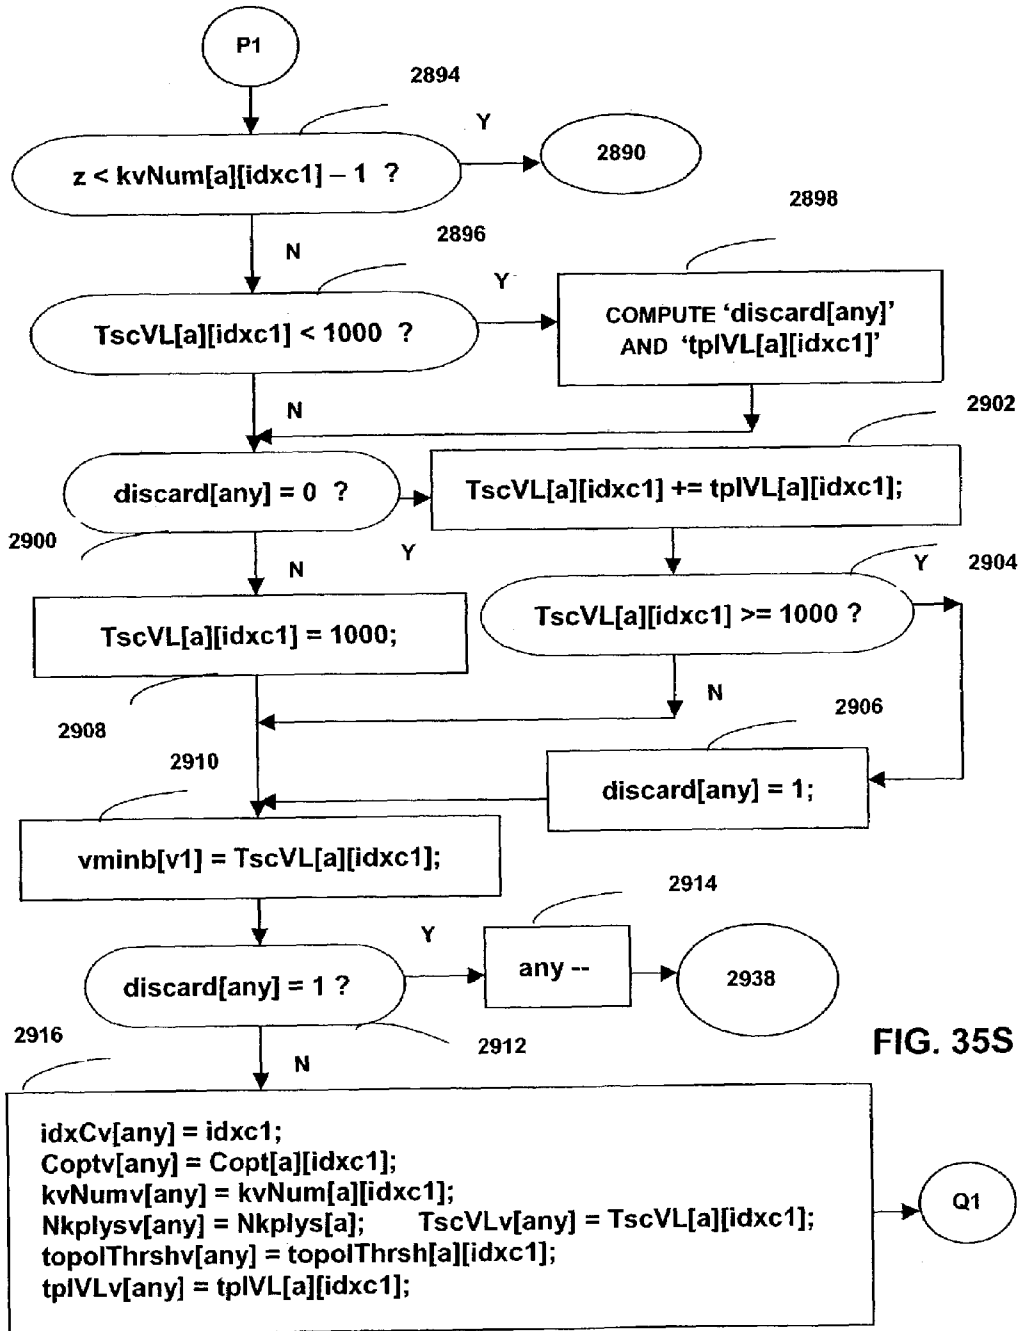 P1
2894
Y
z < kvNum[a][idxc1] – 1 ?
2890
2898
2896
N
Y
TscVL[a][idxc1] < 1000 ?
COMPUTE ‘discard[any]’
AND ‘tplVL[a][idxc1]’
N
2902
discard[any] = 0 ?
TscVL[a][idxc1] += tplVL[a][idxc1];
2900
Y
N
Y
2904
TscVL[a][idxc1] = 1000;
TscVL[a][idxc1] >= 1000 ?
N
2908
2906
2910
discard[any] = 1;
vminb[v1] = TscVL[a][idxc1];
2914
Y
discard[any] = 1 ?
any --
2938
2916
2912
FIG. 35S
N
idxCv[any] = idxc1;
Coptv[any] = Copt[a][idxc1];
kvNumv[any] = kvNum[a][idxc1];
Nkplysv[any] = Nkplys[a]; TscVLv[any] = TscVL[a][idxc1];
topolThrshv[any] = topolThrsh[a][idxc1];
tplVLv[any] = tplVL[a][idxc1];
Q1